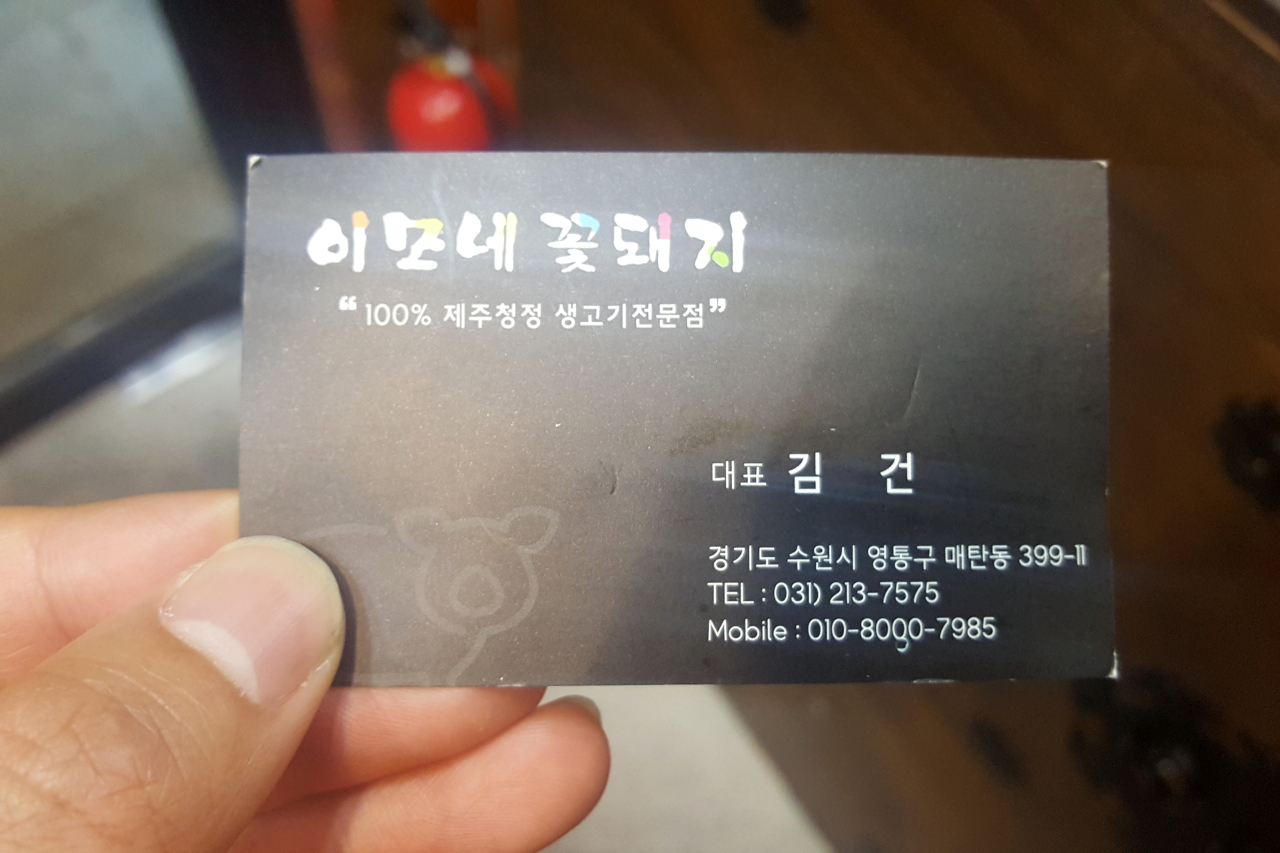 이모네 꽃돼지
“100% 제주청정 생고기전문점”
대표 김 건
경기도 수원시 영통구 매탄동 399-11
TEL : 031) 213-7575
Mobile : 010-8090-7985